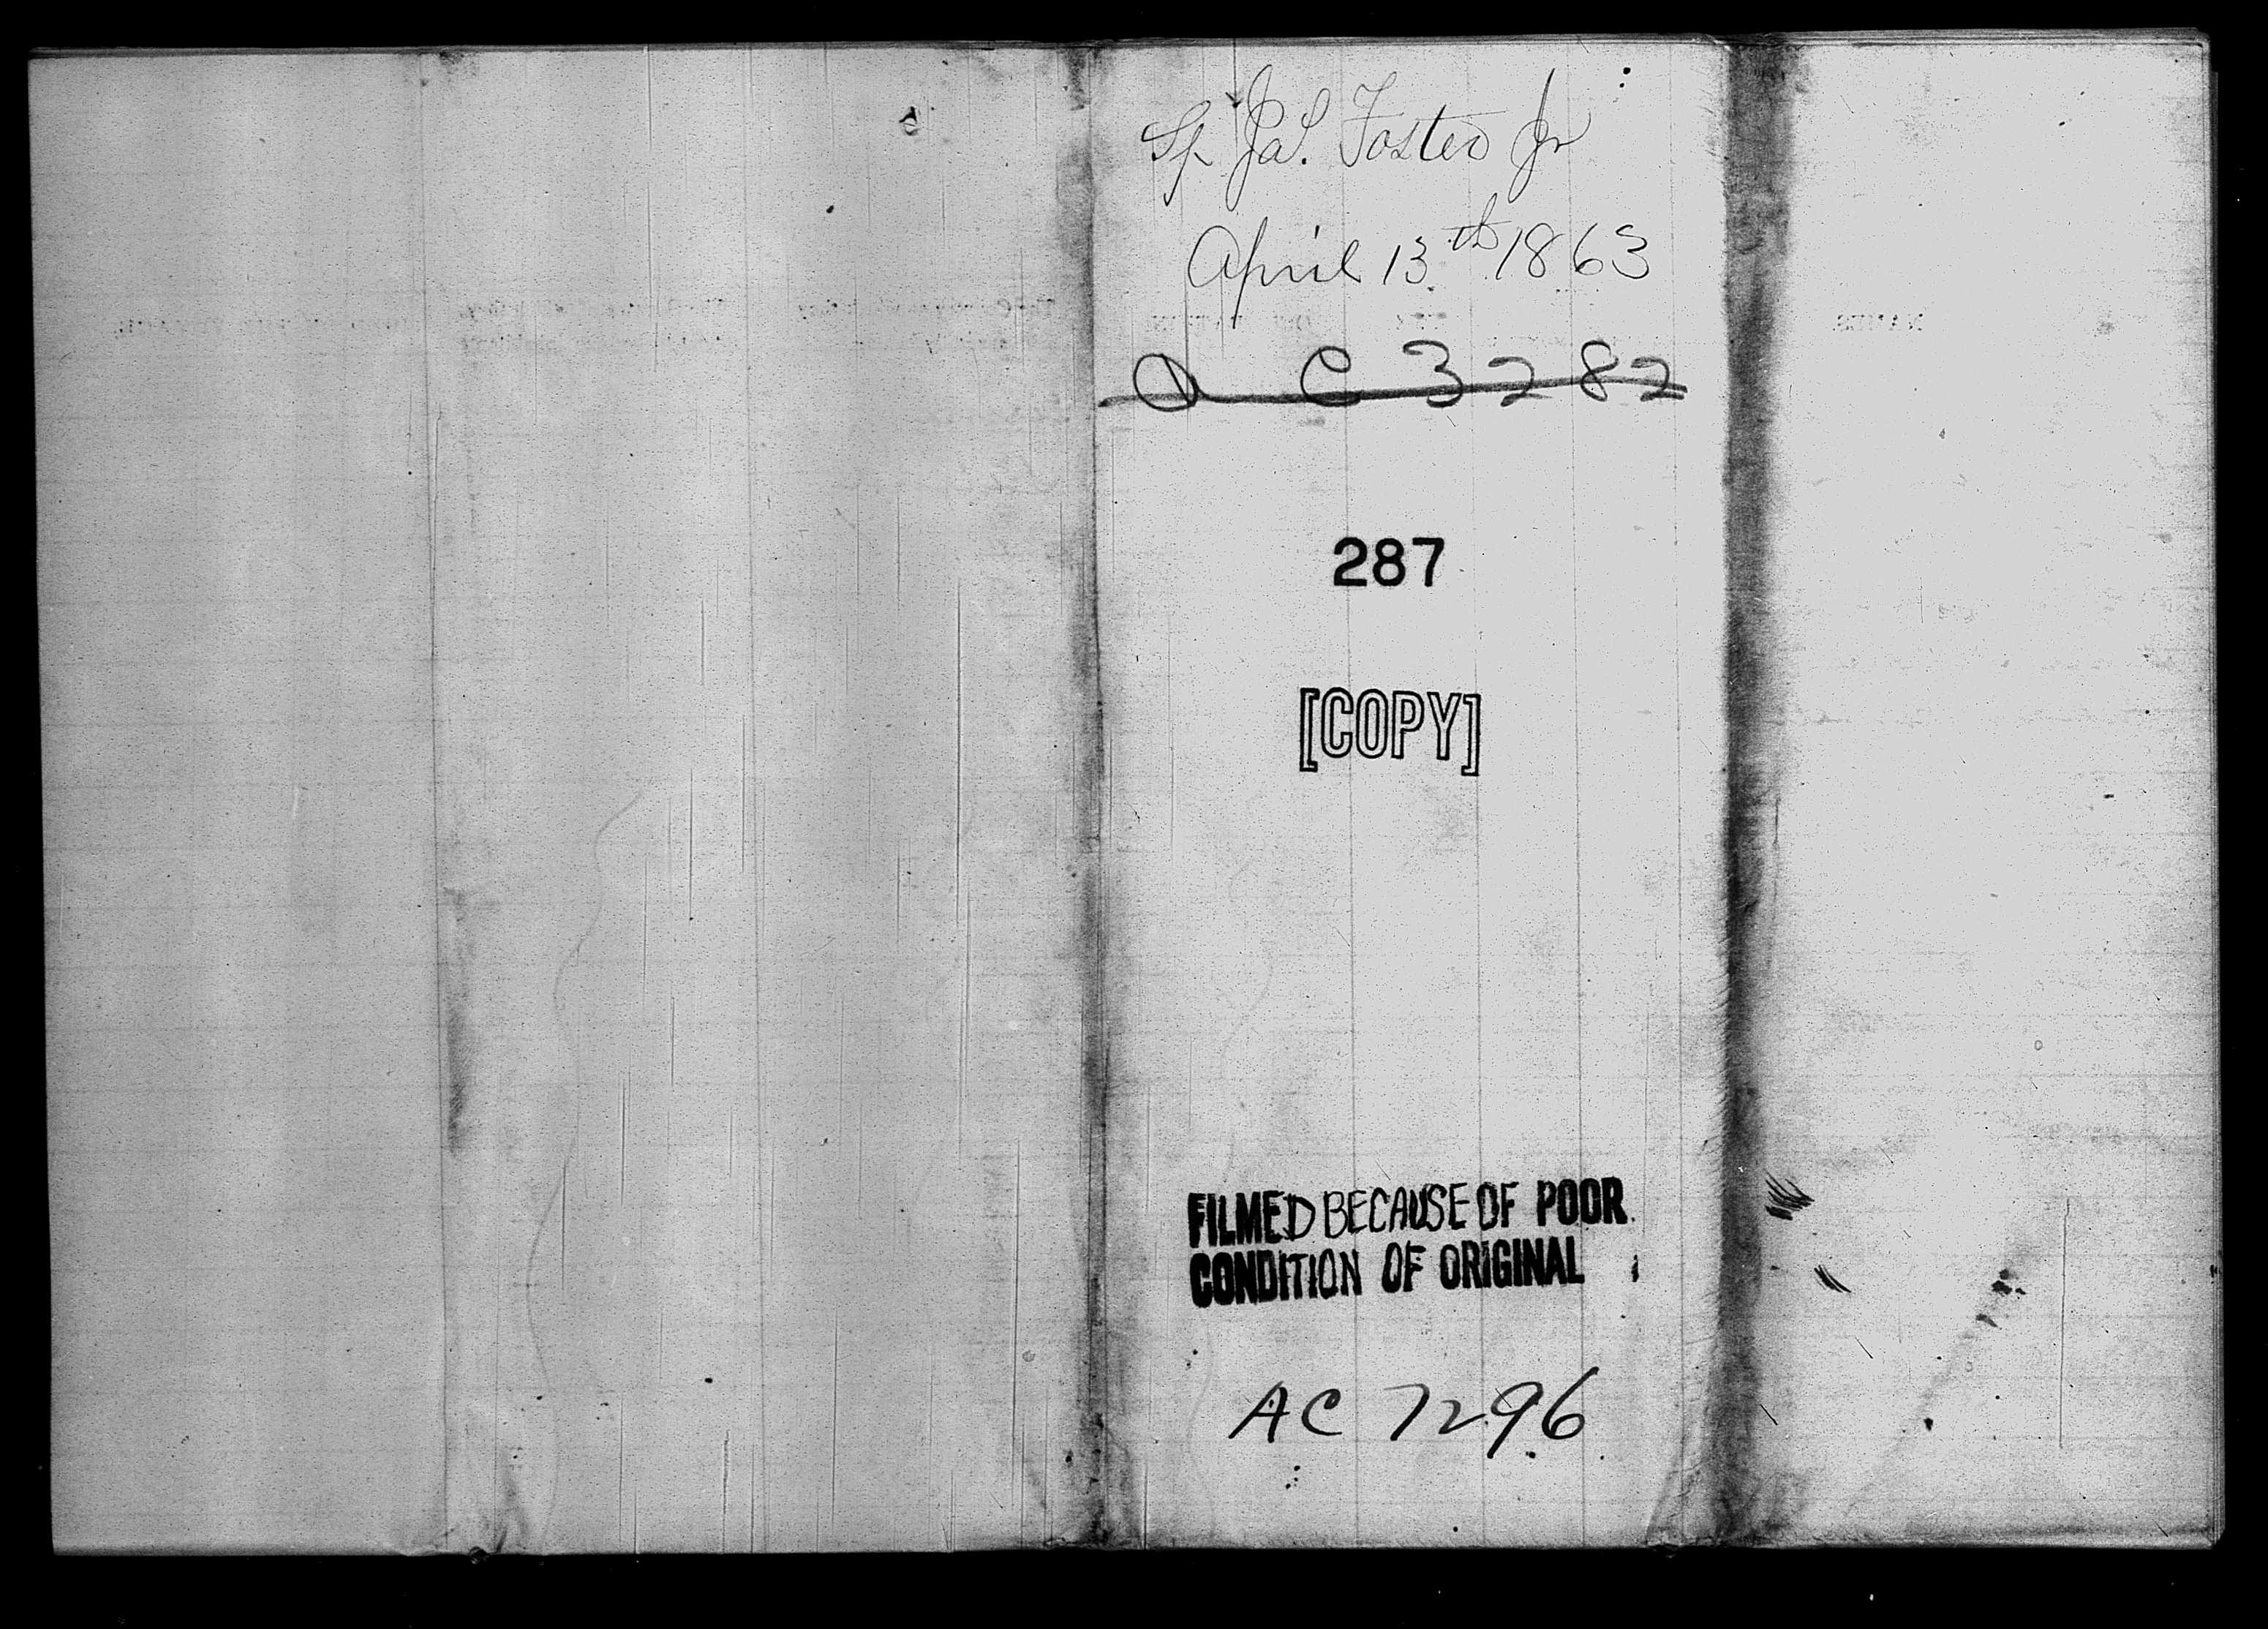 Sp. Jas. Foster Jr
April 13th 1863
A C 3282
287
[COPY]
FILMED BECAUSE OF POOR
CONDITION OF ORIGINAL
AC 7296